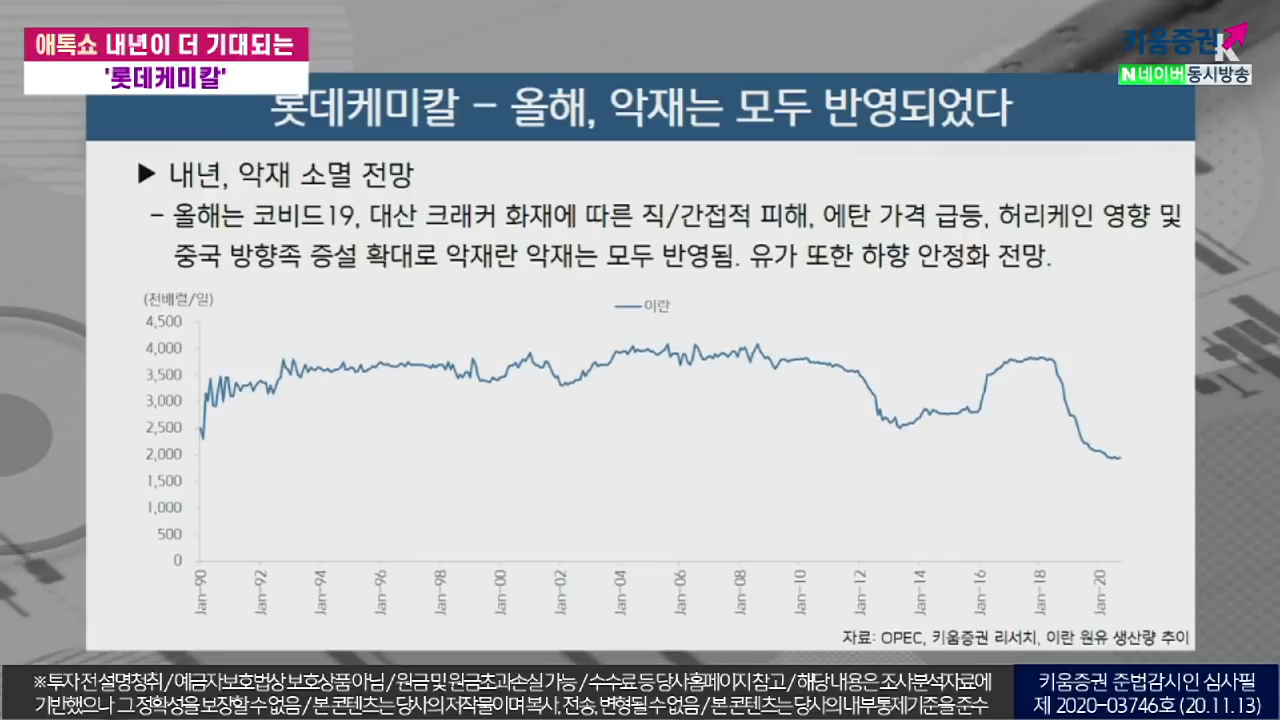 애톡쇼 내년이 더 기대되는
'롯데케미칼'
키움증권
N 네이버 동시방송
롯데케미칼 - 올해, 악재는 모두 반영되었다
▶ 내년, 악재 소멸 전망
- 올해는 코비드19, 대산 크래커 화재에 따른 직/간접적 피해, 에탄 가격 급등, 허리케인 영향 및
중국 방향족 증설 확대로 악재란 악재는 모두 반영됨. 유가 또한 하향 안정화 전망.
(천배럴/일)
이란
4,500
4,000
3,500
3,000
2,500
2,000
1,500
1,000
500
0
Jan-90
Jan-92
Jan-94
Jan-96
Jan-98
Jan-00
Jan-02
Jan-04
Jan-06
Jan-08
Jan-10
Jan-12
Jan-14
Jan-16
Jan-18
Jan-20
자료: OPEC, 키움증권 리서치, 이란 원유 생산량 추이
※투자 전 설명청취 / 예금자보호법상 보호상품 아님 / 원금 및 원금초과손실 가능 / 수수료 등 당사홈페이지 참고 / 해당 내용은 조사분석자료에
기반했으나 그 정확성을 보장할 수 없음 / 본 콘텐츠는 당사의 저작물이며 복사, 전송, 변형될 수 없음 / 본 콘텐츠는 당사의 내부통제기준을 준수
키움증권 준법감시인 심사필
제 2020-03746호 (20.11.13)